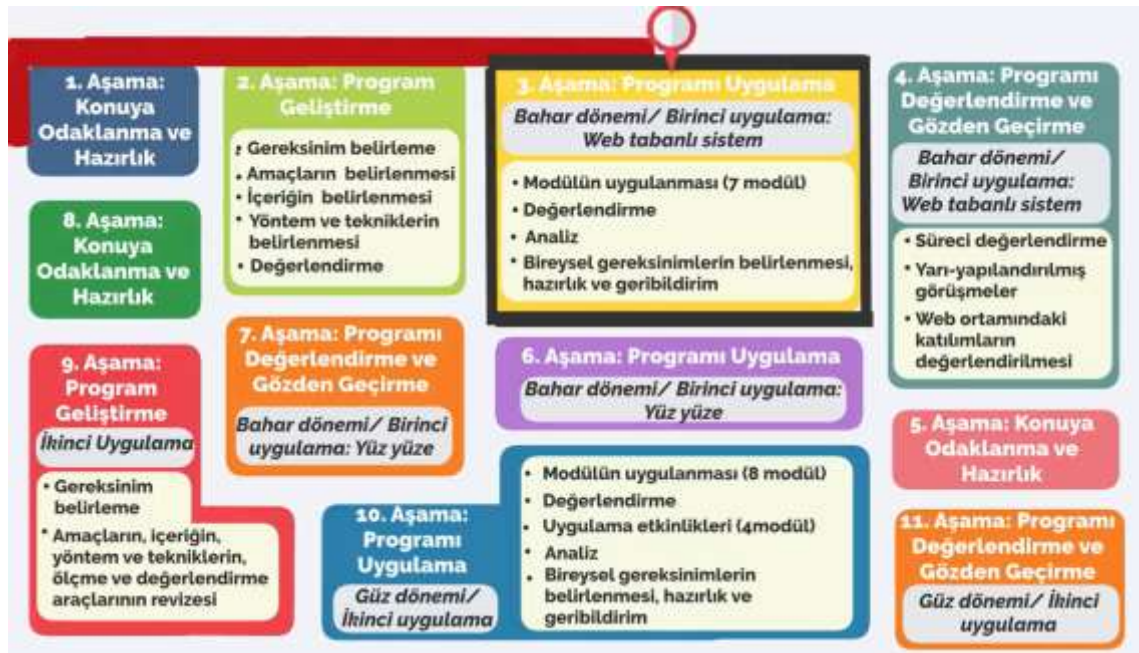 1. Aşama:
Konuya
Odaklanma ve
Hazırlık
2. Aşama: Program
Geliştirme
: Gereksinim belirleme
• Amaçların belirlenmesi
• İçeriğin belirlenmesi
• Yöntem ve tekniklerin
belirlenmesi
• Değerlendirme
3. Aşama: Programı Uygulama
Bahar dönemi/ Birinci uygulama:
Web tabanlı sistem
• Modülün uygulanması (7 modül)
• Değerlendirme
• Analiz
• Bireysel gereksinimlerin belirlenmesi,
hazırlık ve geribildirim
4. Aşama: Programı
Değerlendirme ve
Gözden Geçirme
Bahar dönemi/
Birinci uygulama:
Web tabanlı sistem
• Süreci değerlendirme
• Yarı-yapılandırılmış
görüşmeler
• Web ortamındaki
katılımların
değerlendirilmesi
5. Aşama: Konuya
Odaklanma ve
Hazırlık
6. Aşama: Programı Uygulama
Bahar dönemi/ Birinci uygulama:
Yüz yüze
7. Aşama: Programı
Değerlendirme ve
Gözden Geçirme
Bahar dönemi/ Birinci
uygulama: Yüz yüze
8. Aşama:
Konuya
Odaklanma ve
Hazırlık
9. Aşama:
Program
Geliştirme
İkinci Uygulama
• Gereksinim
belirleme
• Amaçların, içeriğin,
yöntem ve tekniklerin,
ölçme ve değerlendirme
araçlarının revizesi
10. Aşama:
Programı
Uygulama
Güz dönemi/
İkinci uygulama
• Modülün uygulanması (8 modül)
• Değerlendirme
• Uygulama etkinlikleri (4modül)
• Analiz
• Bireysel gereksinimlerin
belirlenmesi, hazırlık ve
geribildirim
11. Aşama: Programı
Değerlendirme ve
Gözden Geçirme
Güz dönemi/ İkinci
uygulama